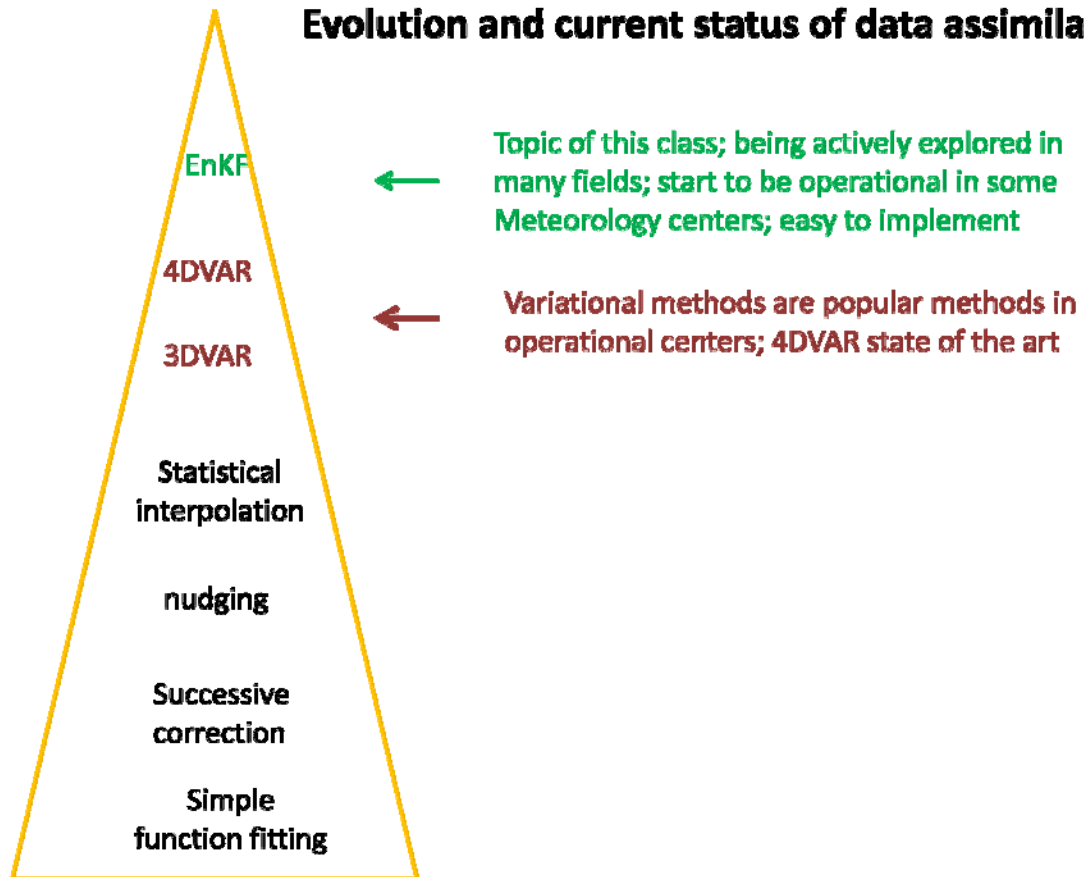 Evolution and current status of data assimila
EnKF
Topic of this class; being actively explored in
many fields; start to be operational in some
Meteorology centers; easy to implement
4DVAR
Variational methods are popular methods in
operational centers; 4DVAR state of the art
3DVAR
Statistical
interpolation
nudging
Successive
correction
Simple
function fitting